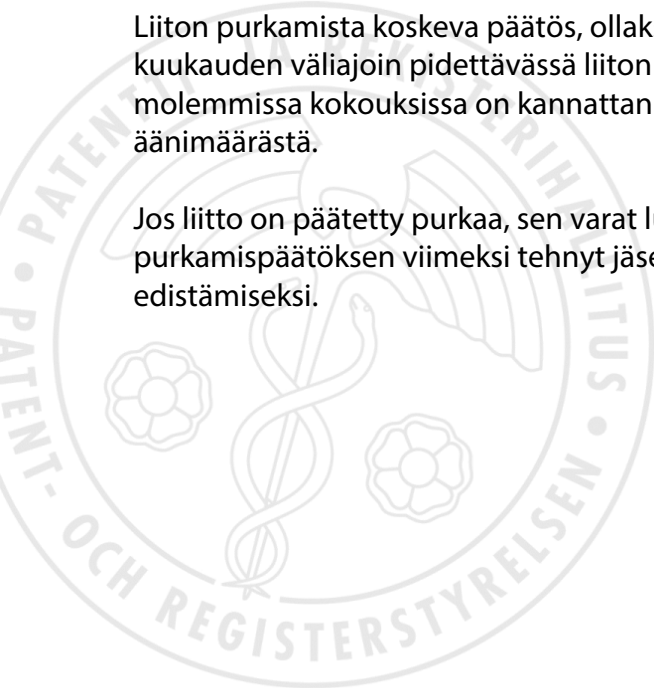 Liiton purkamista koskeva päätös, ollak
kuukauden väliajoin pidettävässä liiton
molemmissa kokouksissa on kannattan
äänimäärästä.
Jos liitto on päätetty purkaa, sen varat l
purkamispäätöksen viimeksi tehnyt jäse
edistämiseksi.
PATENTTI JA REKISTERIHALLITUS • PATENT- OCH REGISTERSTYRELSEN •